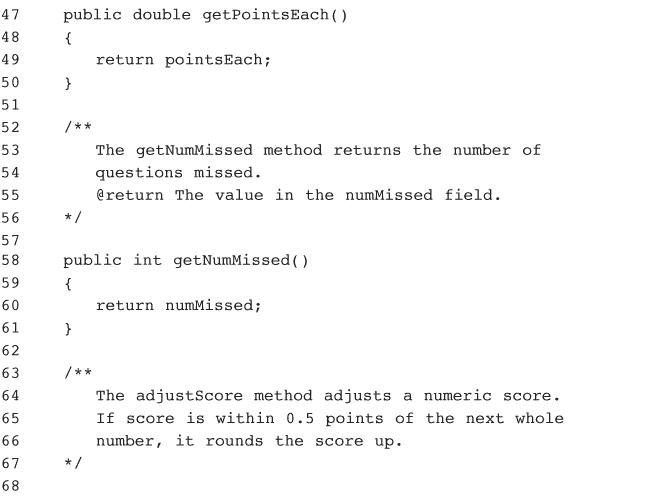 47 public double getPointsEach()
48 {
49 return pointsEach;
50 }
51
52 /**
53 The getNumMissed method returns the number of
54 questions missed.
55 @return The value in the numMissed field.
56 */
57
58 public int getNumMissed()
59 {
60 return numMissed;
61 }
62
63 /**
64 The adjustScore method adjusts a numeric score.
65 If score is within 0.5 points of the next whole
66 number, it rounds the score up.
67 */
68